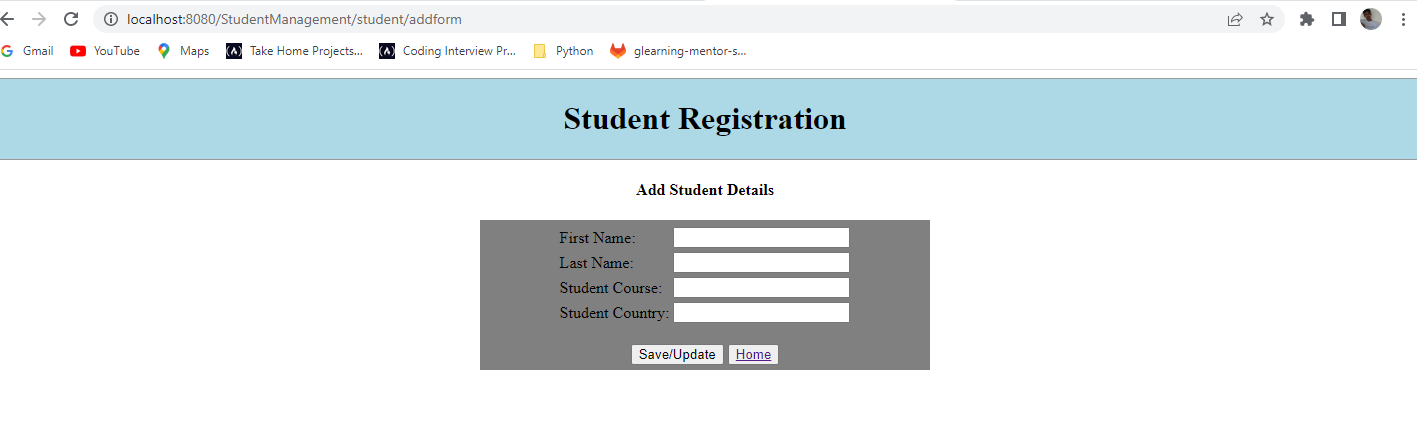 localhost:8080/StudentManagement/student/addform
Gmail YouTube Maps Take Home Projects... Coding Interview Pr... Python glearning-mentor-s...
Student Registration
Add Student Details
First Name:
Last Name:
Student Course:
Student Country:
Save/Update Home